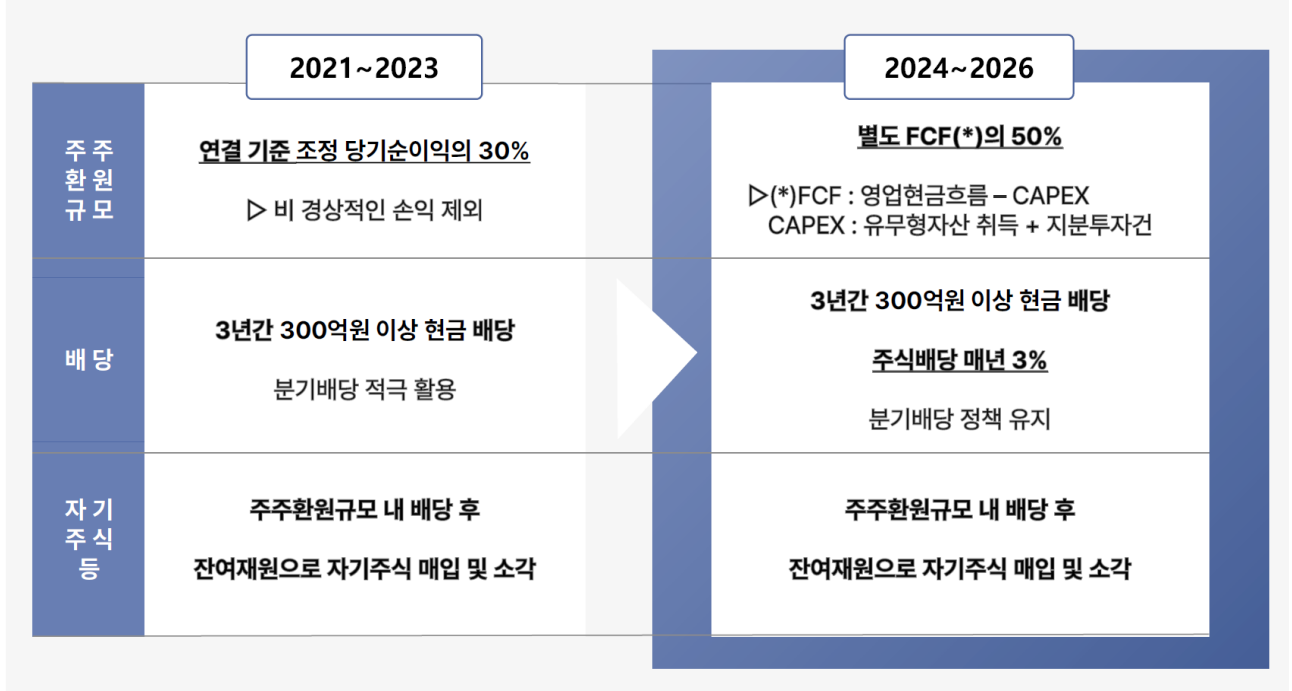 2021~2023
2024~2026
주 주
환 원
규 모
연결 기준 조정 당기순이익의 30%
▷ 비 경상적인 손익 제외
별도 FCF(*)의 50%
▷(*)FCF : 영업현금흐름 – CAPEX
CAPEX : 유무형자산 취득 + 지분투자건
배 당
3년간 300억원 이상 현금 배당
분기배당 적극 활용
3년간 300억원 이상 현금 배당
주식배당 매년 3%
분기배당 정책 유지
자 기
주 식
등
주주환원규모 내 배당 후
잔여재원으로 자기주식 매입 및 소각
주주환원규모 내 배당 후
잔여재원으로 자기주식 매입 및 소각